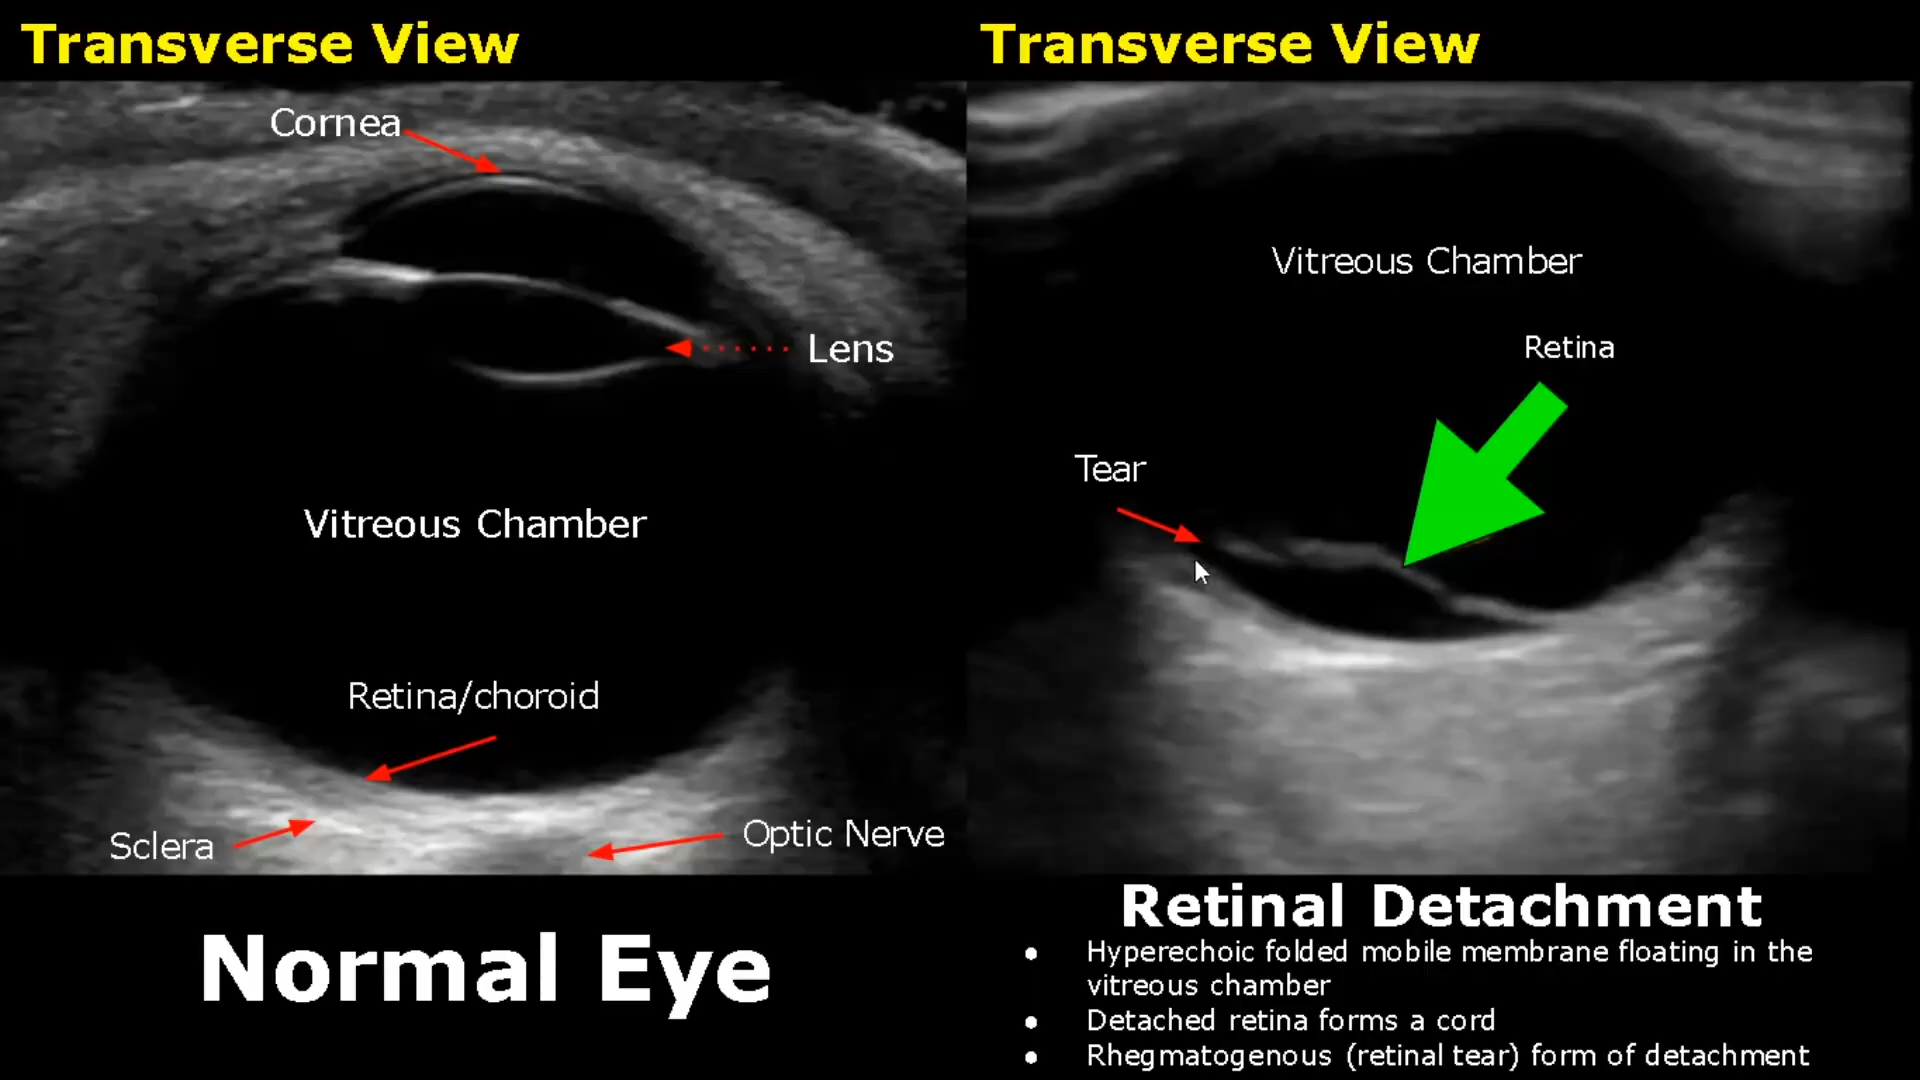 Transverse View
Cornea
Lens
Vitreous Chamber
Retina/choroid
Sclera
Optic Nerve
Normal Eye
Transverse View
Vitreous Chamber
Retina
Tear
Retinal Detachment
• Hyperechoic folded mobile membrane floating in the
vitreous chamber
• Detached retina forms a cord
• Rhegmatogenous (retinal tear) form of detachment